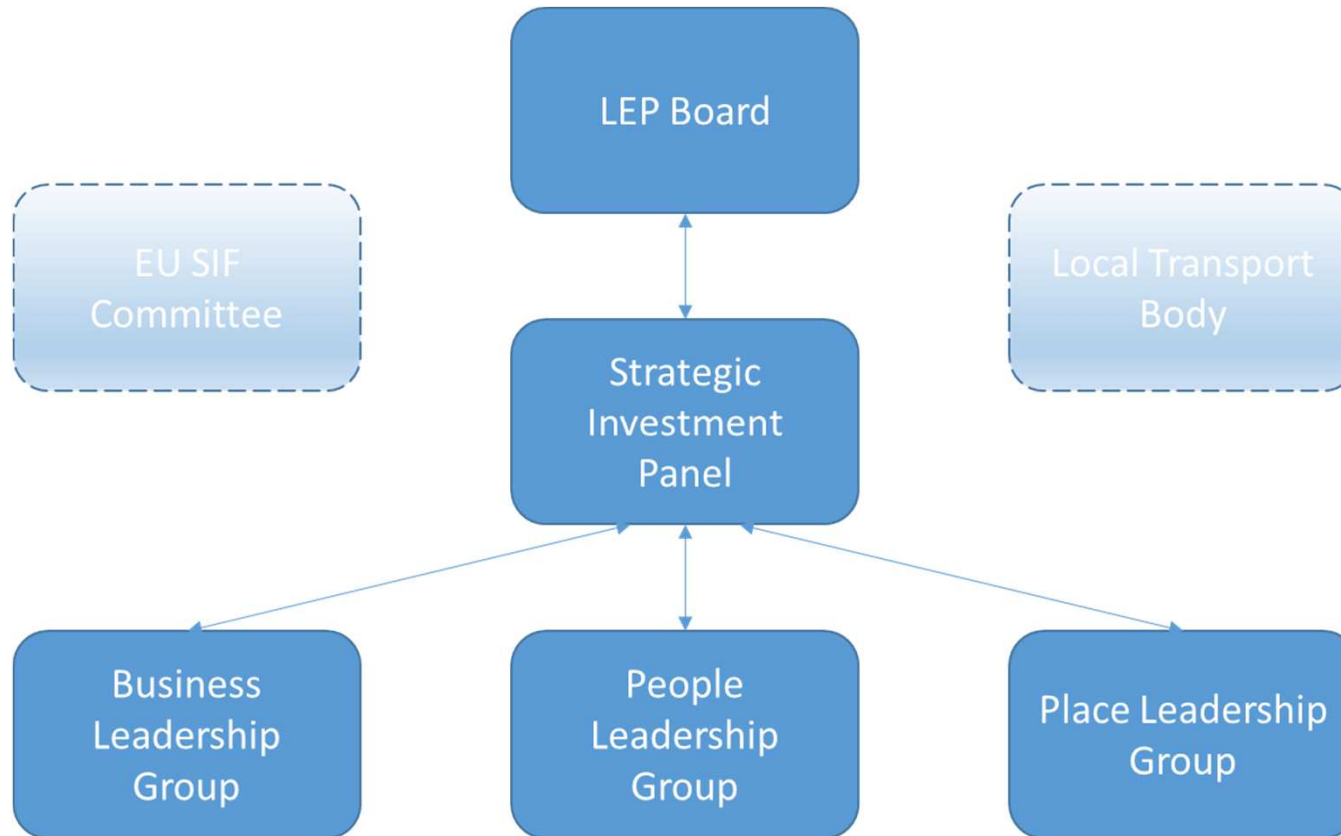 LEP Board
EU SIF
Committee
Local Transport
Body
Strategic
Investment
Panel
Business
Leadership
Group
People
Leadership
Group
Place Leadership
Group